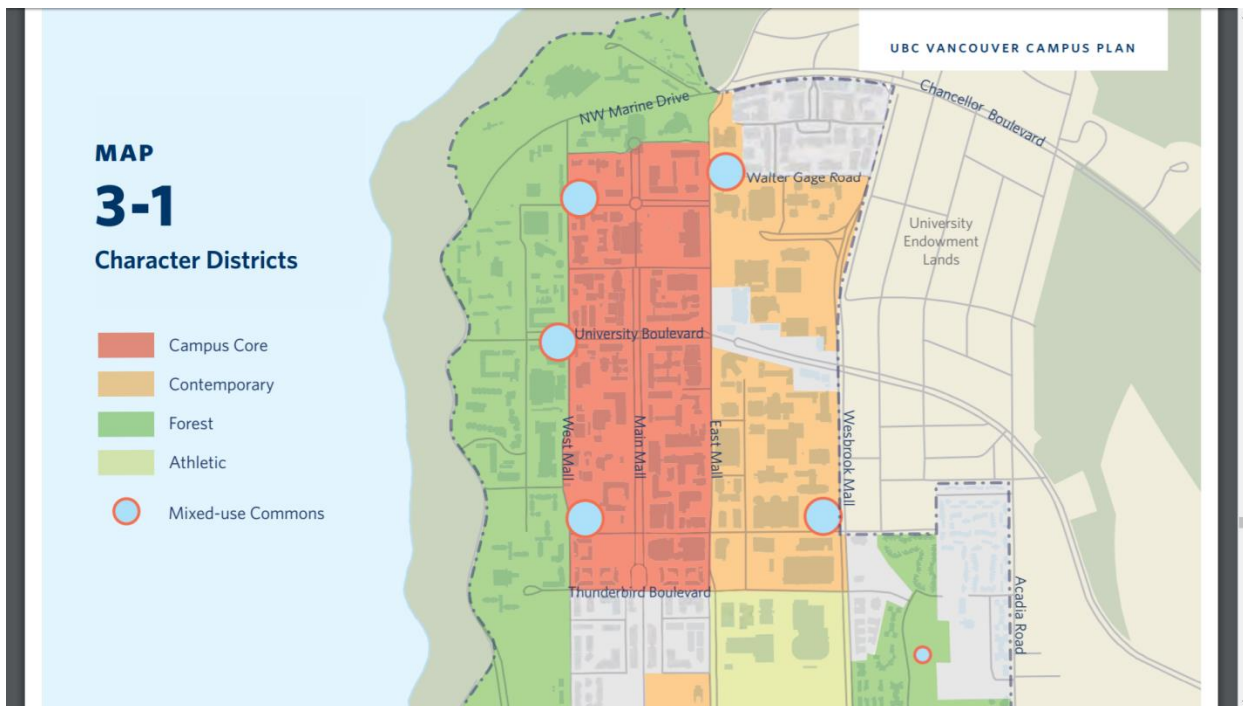 UBC VANCOUVER CAMPUS PLAN
MAP
3-1
Character Districts
Campus Core
Contemporary
Forest
Athletic
Mixed-use Commons
NW Marine Drive
Chancellor Boulevard
Walter Gage Road
University
Endowment
Lands
University Boulevard
West Mall
Main Mall
East Mall
Wesbrook Mall
Thunderbird Boulevard
Acadia Road